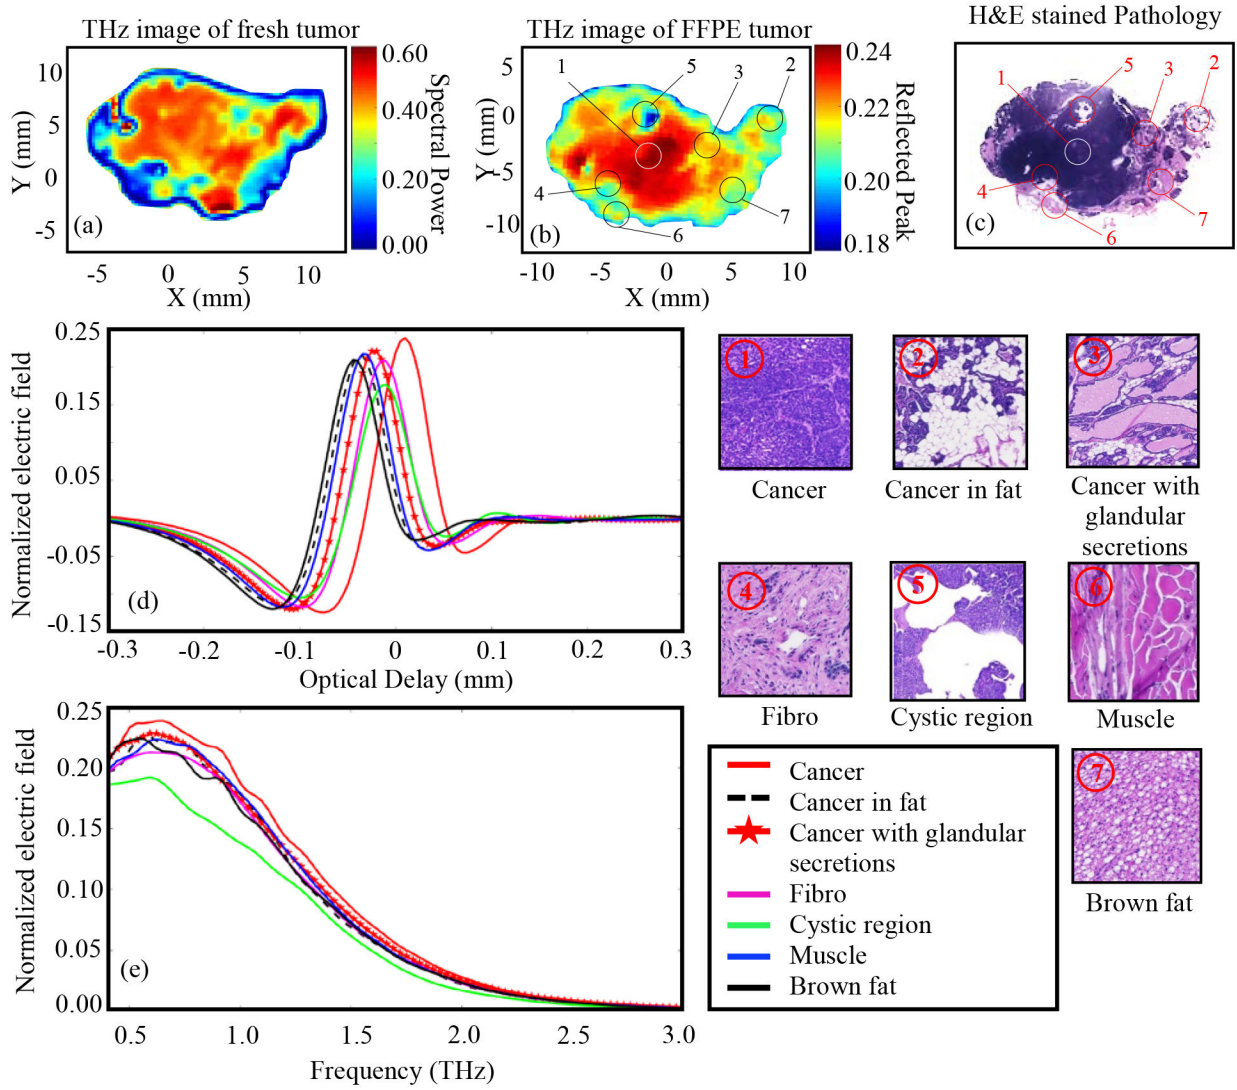 THz image of fresh tumor
THz image of FFPE tumor
H&E stained Pathology
10
5
0
-5
Y (mm)
(a)
-5
0
5
10
X (mm)
0.60
0.40
0.20
0.00
Spectral Power
5
0
-5
-10
Y (mm)
1
5
3
2
4
6
7
(b)
-10
-5
0
5
10
X (mm)
0.24
0.22
0.20
0.18
Reflected Peak
1
5
3
2
4
6
7
(c)
0.25
0.15
0.05
-0.05
-0.15
Normalized electric field
(d)
-0.3
-0.2
-0.1
0
0.1
0.2
0.3
Optical Delay (mm)
1
Cancer
2
Cancer in fat
3
Cancer with
glandular
secretions
4
Fibro
5
Cystic region
6
Muscle
7
Brown fat
0.25
0.20
0.15
0.10
0.05
0.00
Normalized electric field
(e)
0.5
1.0
1.5
2.0
2.5
3.0
Frequency (THz)
Cancer
Cancer in fat
Cancer with glandular
secretions
Fibro
Cystic region
Muscle
Brown fat